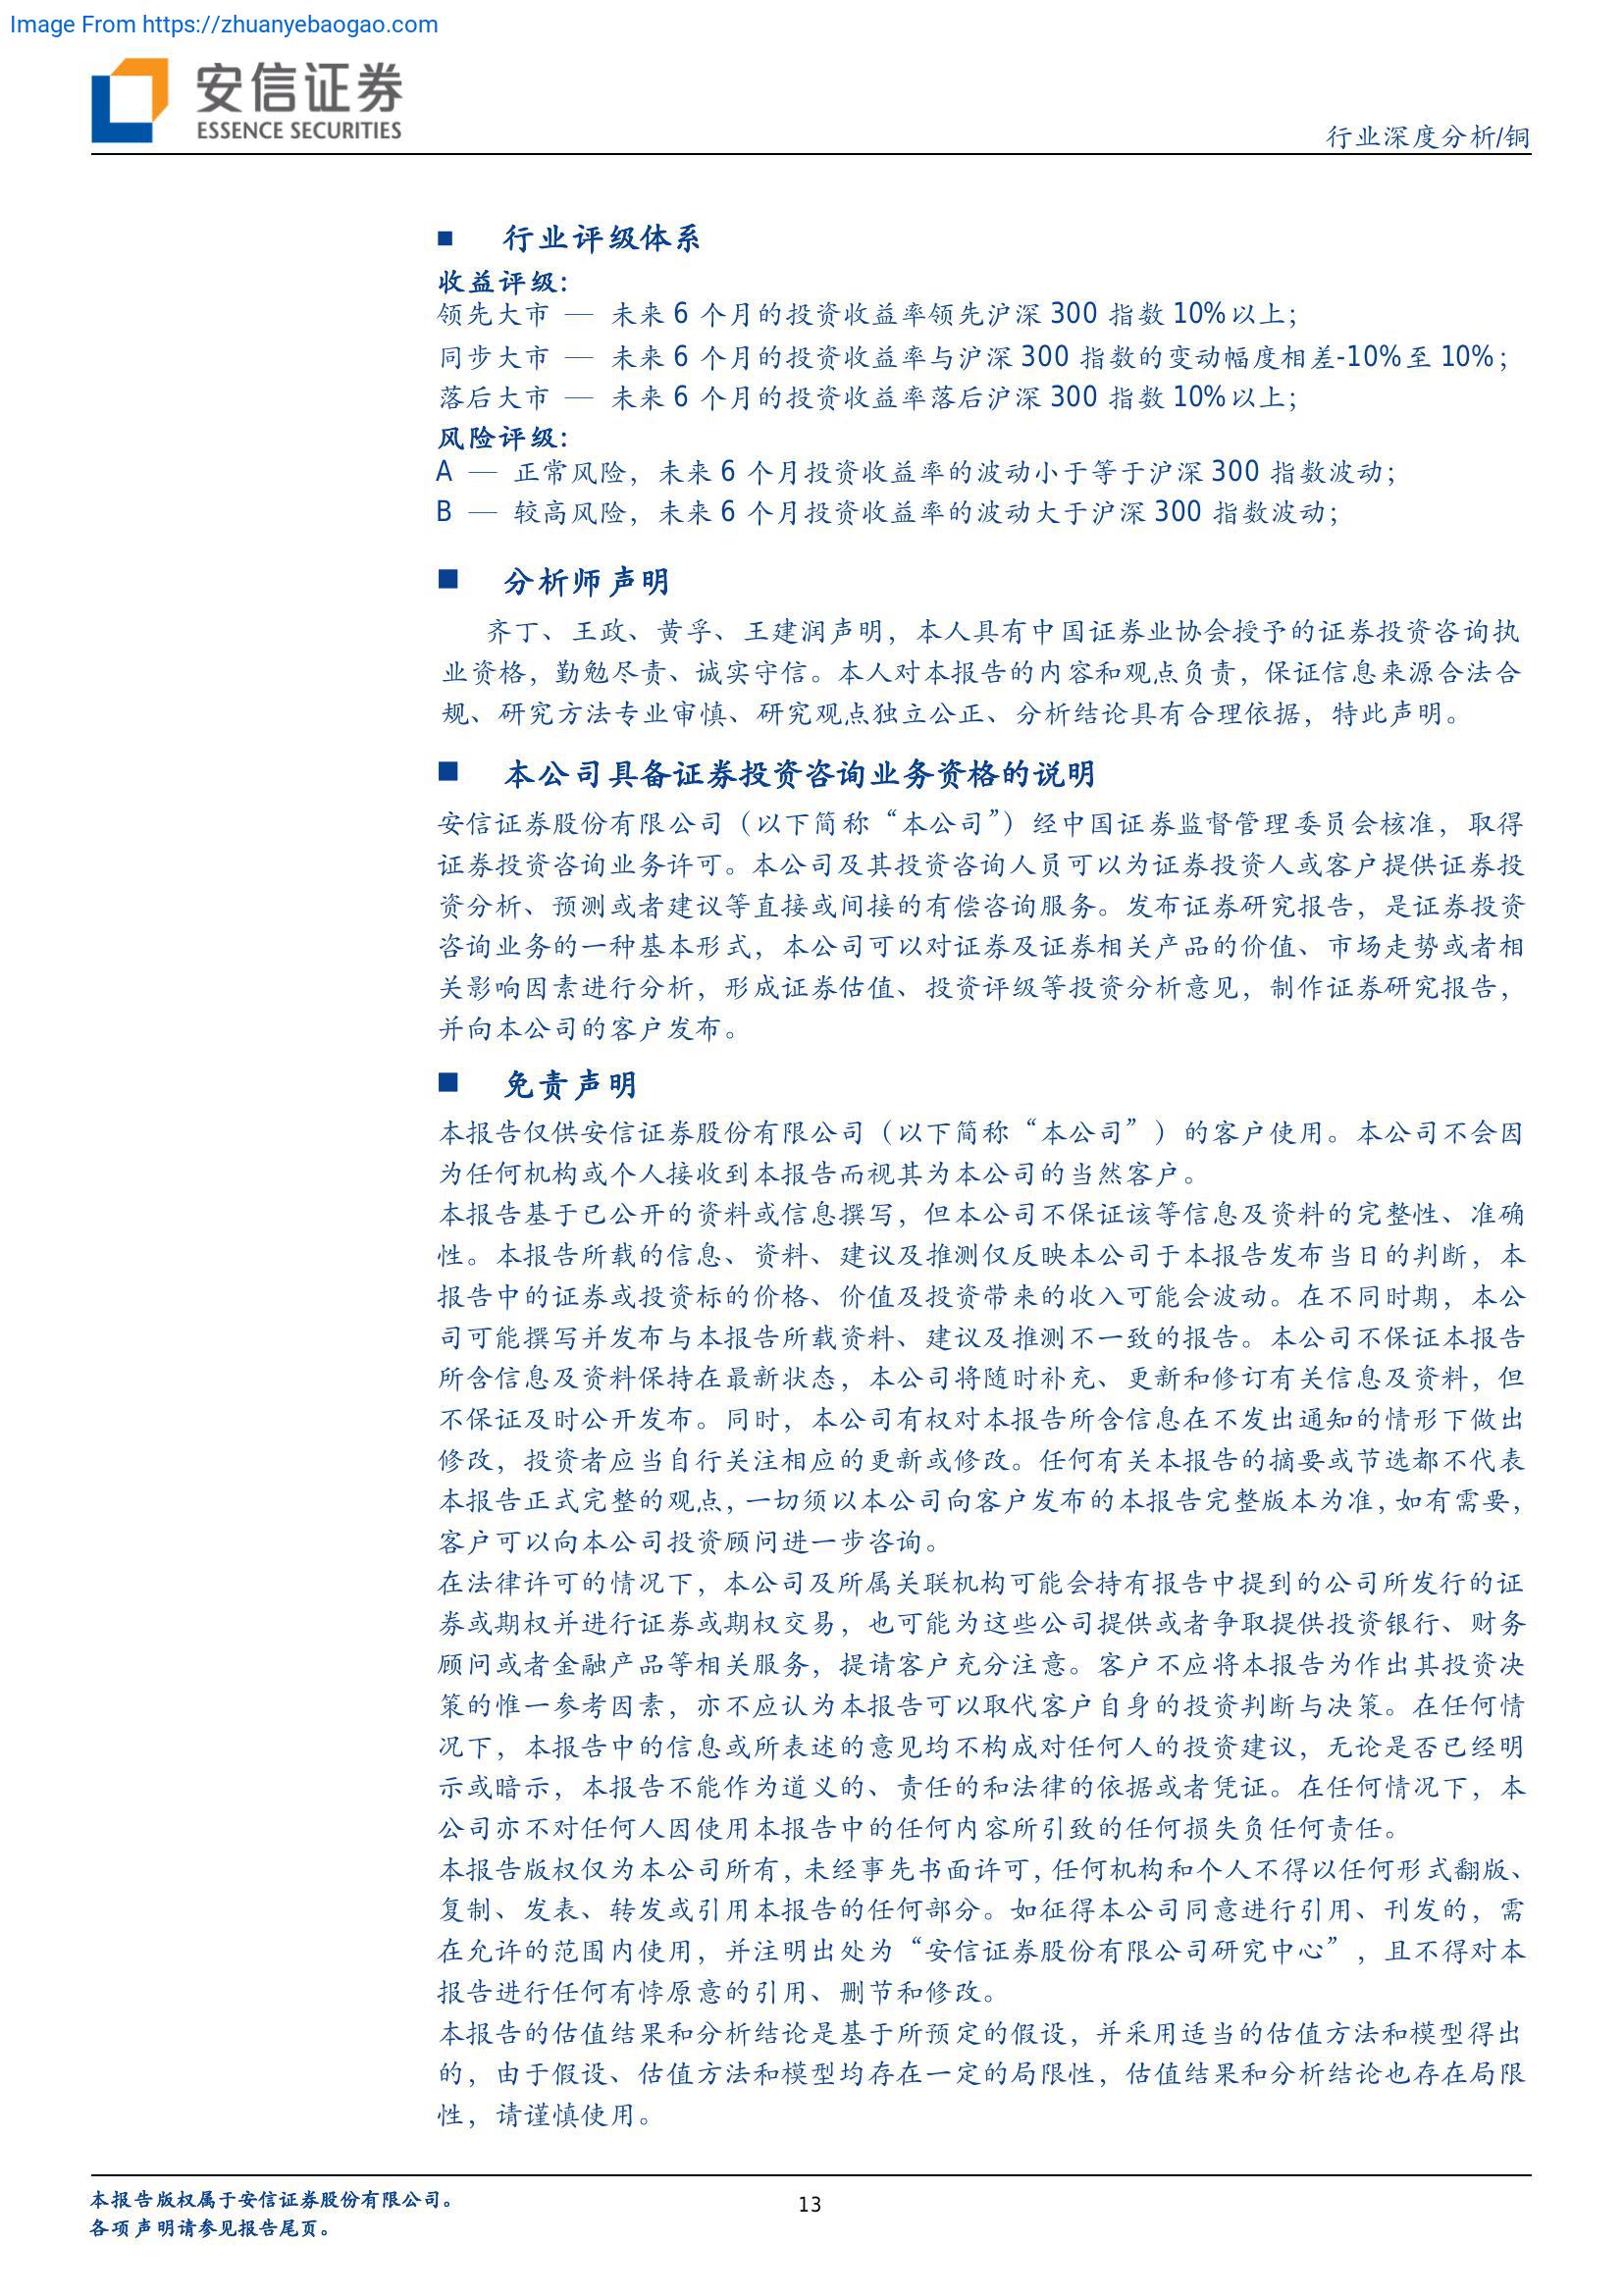 Image From https://zhuanyebaogao.com
安信证券
ESSENCE SECURITIES
行业深度分析/铜
■ 行业评级体系
收益评级:
领先大市 — 未来 6 个月的投资收益率领先沪深 300 指数 10%以上;
同步大市 — 未来 6 个月的投资收益率与沪深 300 指数的变动幅度相差-10%至 10%;
落后大市 — 未来 6 个月的投资收益率落后沪深 300 指数 10%以上;
风险评级:
A — 正常风险，未来 6 个月投资收益率的波动小于等于沪深 300 指数波动;
B — 较高风险，未来 6 个月投资收益率的波动大于沪深 300 指数波动;
■ 分析师声明
齐丁、王政、黄孚、王建润声明，本人具有中国证券业协会授予的证券投资咨询执
业资格，勤勉尽责、诚实守信。本人对本报告的内容和观点负责，保证信息来源合法合
规、研究方法专业审慎、研究观点独立公正、分析结论具有合理依据，特此声明。
■ 本公司具备证券投资咨询业务资格的说明
安信证券股份有限公司（以下简称“本公司”）经中国证券监督管理委员会核准，取得
证券投资咨询业务许可。本公司及其投资咨询人员可以为证券投资人或客户提供证券投
资分析、预测或者建议等直接或间接的有偿咨询服务。发布证券研究报告，是证券投资
咨询业务的一种基本形式，本公司可以对证券及证券相关产品的价值、市场走势或者相
关影响因素进行分析，形成证券估值、投资评级等投资分析意见，制作证券研究报告，
并向本公司的客户发布。
■ 免责声明
本报告仅供安信证券股份有限公司（以下简称“本公司”）的客户使用。本公司不会因
为任何机构或个人接收到本报告而视其为本公司的当然客户。
本报告基于已公开的资料或信息撰写，但本公司不保证该等信息及资料的完整性、准确
性。本报告所载的信息、资料、建议及推测仅反映本公司于本报告发布当日的判断，本
报告中的证券或投资标的价格、价值及投资带来的收入可能会波动。在不同时期，本公
司可能撰写并发布与本报告所载资料、建议及推测不一致的报告。本公司不保证本报告
所含信息及资料保持在最新状态，本公司将随时补充、更新和修订有关信息及资料，但
不保证及时公开发布。同时，本公司有权对本报告所含信息在不发出通知的情形下做出
修改，投资者应当自行关注相应的更新或修改。任何有关本报告的摘要或节选都不代表
本报告正式完整的观点，一切须以本公司向客户发布的本报告完整版本为准，如有需要，
客户可以向本公司投资顾问进一步咨询。
在法律许可的情况下，本公司及所属关联机构可能会持有报告中提到的公司所发行的证
券或期权并进行证券或期权交易，也可能为这些公司提供或者争取提供投资银行、财务
顾问或者金融产品等相关服务，提请客户充分注意。客户不应将本报告为作出其投资决
策的惟一参考因素，亦不应认为本报告可以取代客户自身的投资判断与决策。在任何情
况下，本报告中的信息或所表述的意见均不构成对任何人的投资建议，无论是否已经明
示或暗示，本报告不能作为道义的、责任的和法律的依据或者凭证。在任何情况下，本
公司亦不对任何人因使用本报告中的任何内容所引致的任何损失负任何责任。
本报告版权仅为本公司所有，未经事先书面许可，任何机构和个人不得以任何形式翻版、
复制、发表、转发或引用本报告的任何部分。如征得本公司同意进行引用、刊发的，需
在允许的范围内使用，并注明出处为“安信证券股份有限公司研究中心”，且不得对本
报告进行任何有悖原意的引用、删节和修改。
本报告的估值结果和分析结论是基于所预定的假设，并采用适当的估值方法和模型得出
的，由于假设、估值方法和模型均存在一定的局限性，估值结果和分析结论也存在局限
性，请谨慎使用。
本报告版权属于安信证券股份有限公司。
各项声明请参见报告尾页。
13